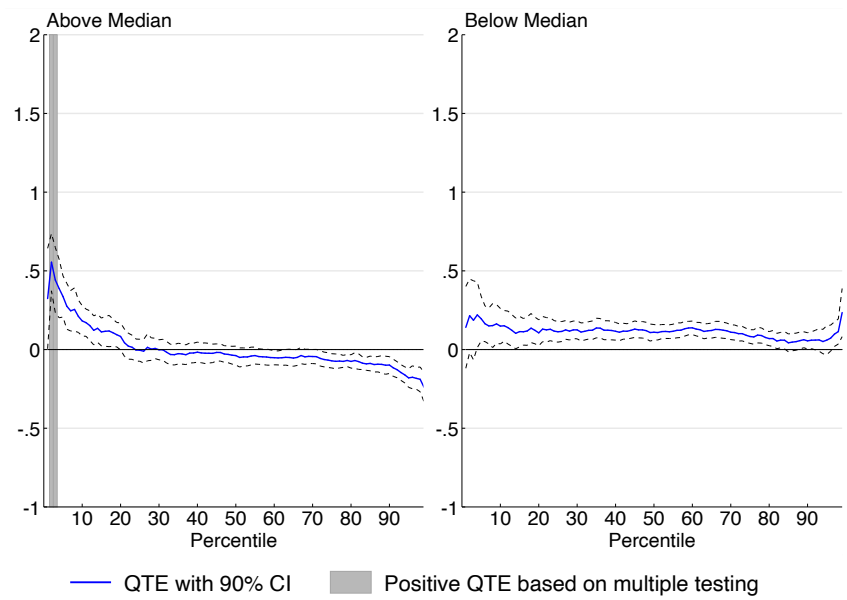 Above Median
2
1.5
1
.5
0
-.5
-1
10 20 30 40 50 60 70 80 90
Percentile
Below Median
2
1.5
1
.5
0
-.5
-1
10 20 30 40 50 60 70 80 90
Percentile
QTE with 90% CI
Positive QTE based on multiple testing